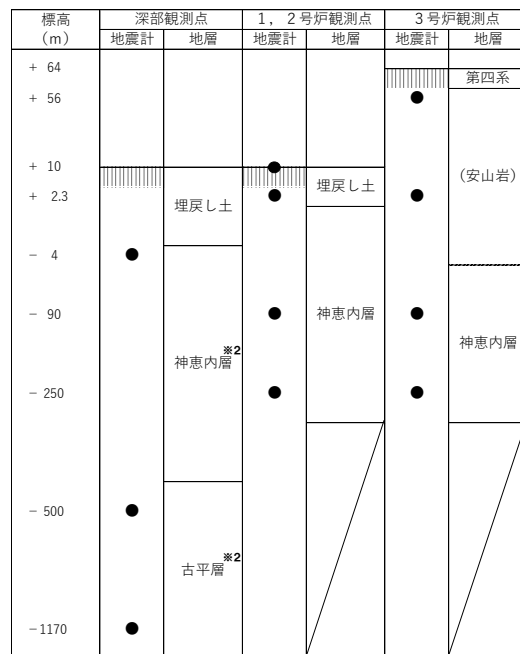 標高
（m）
深部観測点
1，2号炉観測点
3号炉観測点
地震計
地層
地震計
地層
地震計
地層
＋ 64
第四系
＋ 56
(安山岩)
＋ 10
埋戻し土
＋ 2.3
埋戻し土
− 4
− 90
神恵内層
神恵内層※2
神恵内層
− 250
− 500
古平層※2
−1170